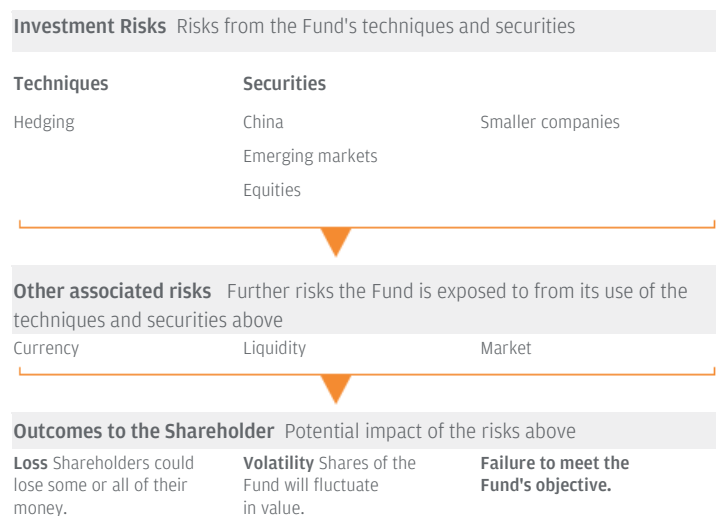 Investment Risks Risks from the Fund's techniques and securities
Techniques Securities
Hedging China Smaller companies
Emerging markets
Equities
Other associated risks Further risks the Fund is exposed to from its use of the
techniques and securities above
Currency Liquidity Market
Outcomes to the Shareholder Potential impact of the risks above
Loss Shareholders could
lose some or all of their
money.
Volatility Shares of the
Fund will fluctuate
in value.
Failure to meet the
Fund's objective.